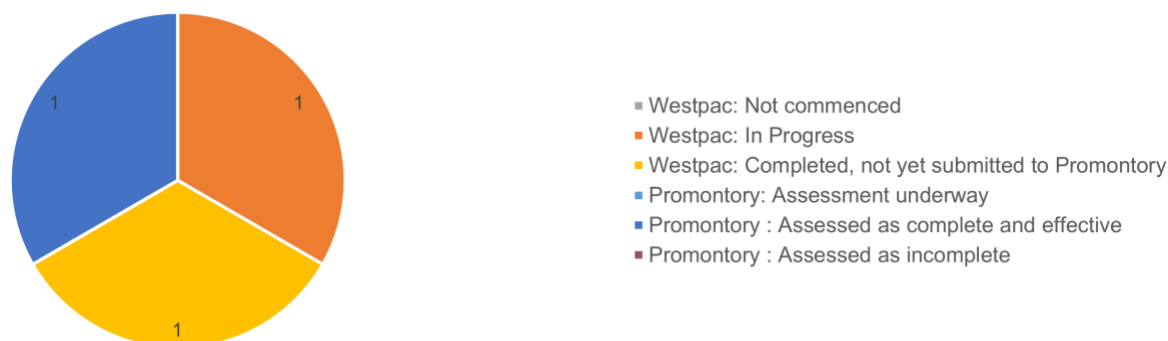 1
1
1
Westpac: Not commenced
Westpac: In Progress
Westpac: Completed, not yet submitted to Promontory
Promontory: Assessment underway
Promontory : Assessed as complete and effective
Promontory : Assessed as incomplete